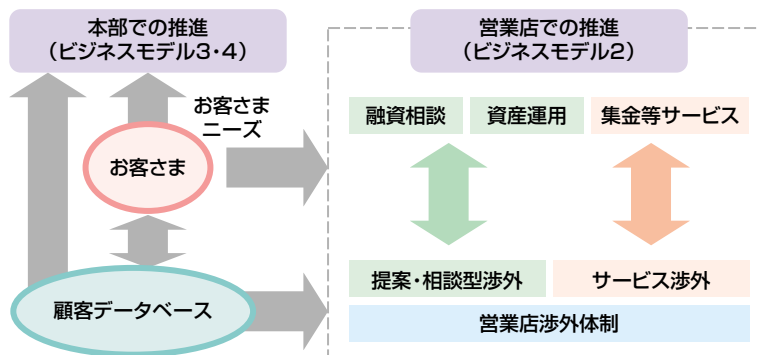 本部での推進
（ビジネスモデル3・4）
お客さま
ニーズ
お客さま
顧客データベース
営業店での推進
（ビジネスモデル2）
融資相談
資産運用
集金等サービス
提案・相談型渉外
サービス渉外
営業店渉外体制